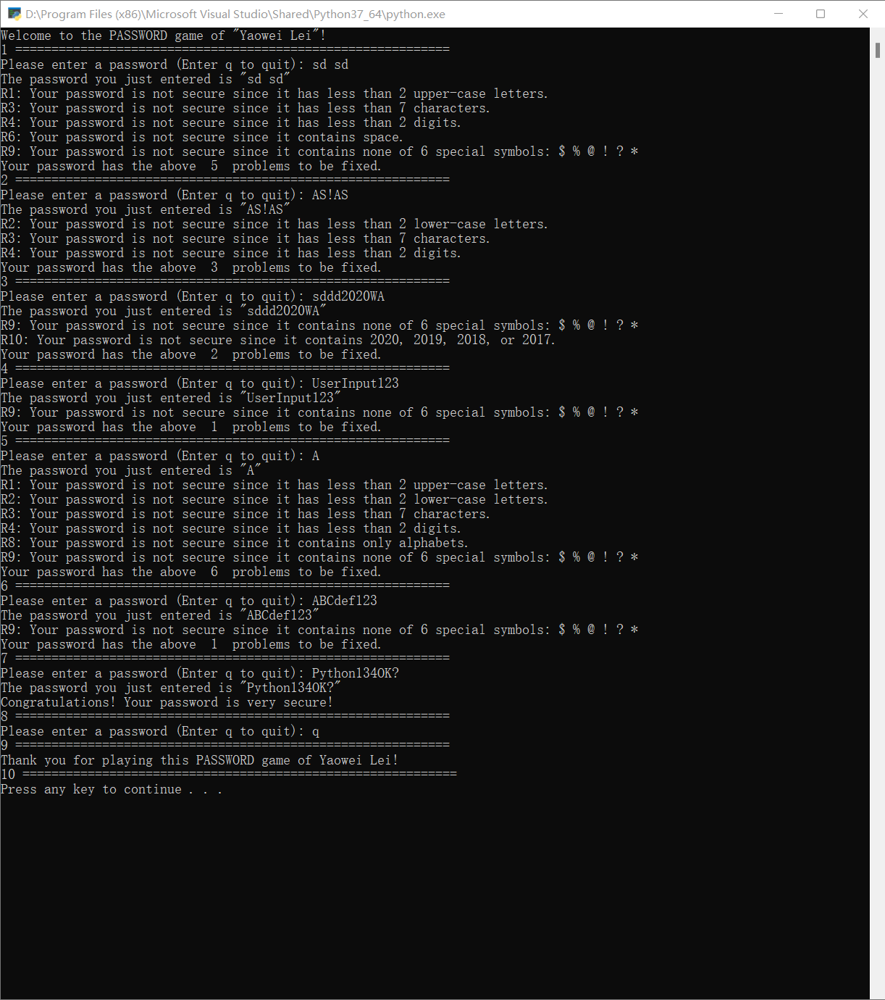 D:\Program Files (x86)\Microsoft Visual Studio\Shared\Python37_64\python.exe
Welcome to the PASSWORD game of "Yaowei Lei"!
1 ============================================================
Please enter a password (Enter q to quit): sd sd
The password you just entered is "sd sd"
R1: Your password is not secure since it has less than 2 upper-case letters.
R3: Your password is not secure since it has less than 7 characters.
R4: Your password is not secure since it has less than 2 digits.
R6: Your password is not secure since it contains space.
R9: Your password is not secure since it contains none of 6 special symbols: $ % @ ! ? *
Your password has the above  5  problems to be fixed.
2 ============================================================
Please enter a password (Enter q to quit): AS!AS
The password you just entered is "AS!AS"
R2: Your password is not secure since it has less than 2 lower-case letters.
R3: Your password is not secure since it has less than 7 characters.
R4: Your password is not secure since it has less than 2 digits.
Your password has the above  3  problems to be fixed.
3 ============================================================
Please enter a password (Enter q to quit): sddd2020WA
The password you just entered is "sddd2020WA"
R9: Your password is not secure since it contains none of 6 special symbols: $ % @ ! ? *
R10: Your password is not secure since it contains 2020, 2019, 2018, or 2017.
Your password has the above  2  problems to be fixed.
4 ============================================================
Please enter a password (Enter q to quit): UserInput123
The password you just entered is "UserInput123"
R9: Your password is not secure since it contains none of 6 special symbols: $ % @ ! ? *
Your password has the above  1  problems to be fixed.
5 ============================================================
Please enter a password (Enter q to quit): A
The password you just entered is "A"
R1: Your password is not secure since it has less than 2 upper-case letters.
R2: Your password is not secure since it has less than 2 lower-case letters.
R3: Your password is not secure since it has less than 7 characters.
R4: Your password is not secure since it has less than 2 digits.
R8: Your password is not secure since it contains only alphabets.
R9: Your password is not secure since it contains none of 6 special symbols: $ % @ ! ? *
Your password has the above  6  problems to be fixed.
6 ============================================================
Please enter a password (Enter q to quit): ABCdef123
The password you just entered is "ABCdef123"
R9: Your password is not secure since it contains none of 6 special symbols: $ % @ ! ? *
Your password has the above  1  problems to be fixed.
7 ============================================================
Please enter a password (Enter q to quit): Python134OK?
The password you just entered is "Python134OK?"
Congratulations! Your password is very secure!
8 ============================================================
Please enter a password (Enter q to quit): q
9 ============================================================
Thank you for playing this PASSWORD game of Yaowei Lei!
10 ============================================================
Press any key to continue . . .